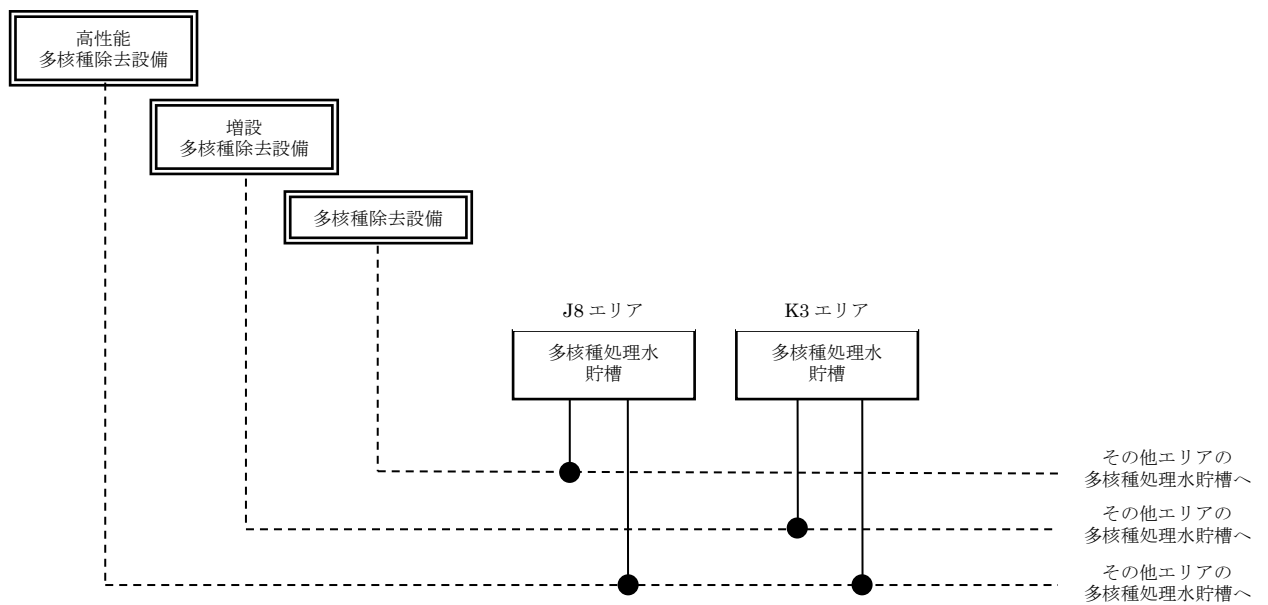 高性能
多核種除去設備
増設
多核種除去設備
多核種除去設備
J8 エリア
K3 エリア
多核種処理水
貯槽
多核種処理水
貯槽
その他エリアの
多核種処理水貯槽へ
その他エリアの
多核種処理水貯槽へ
その他エリアの
多核種処理水貯槽へ